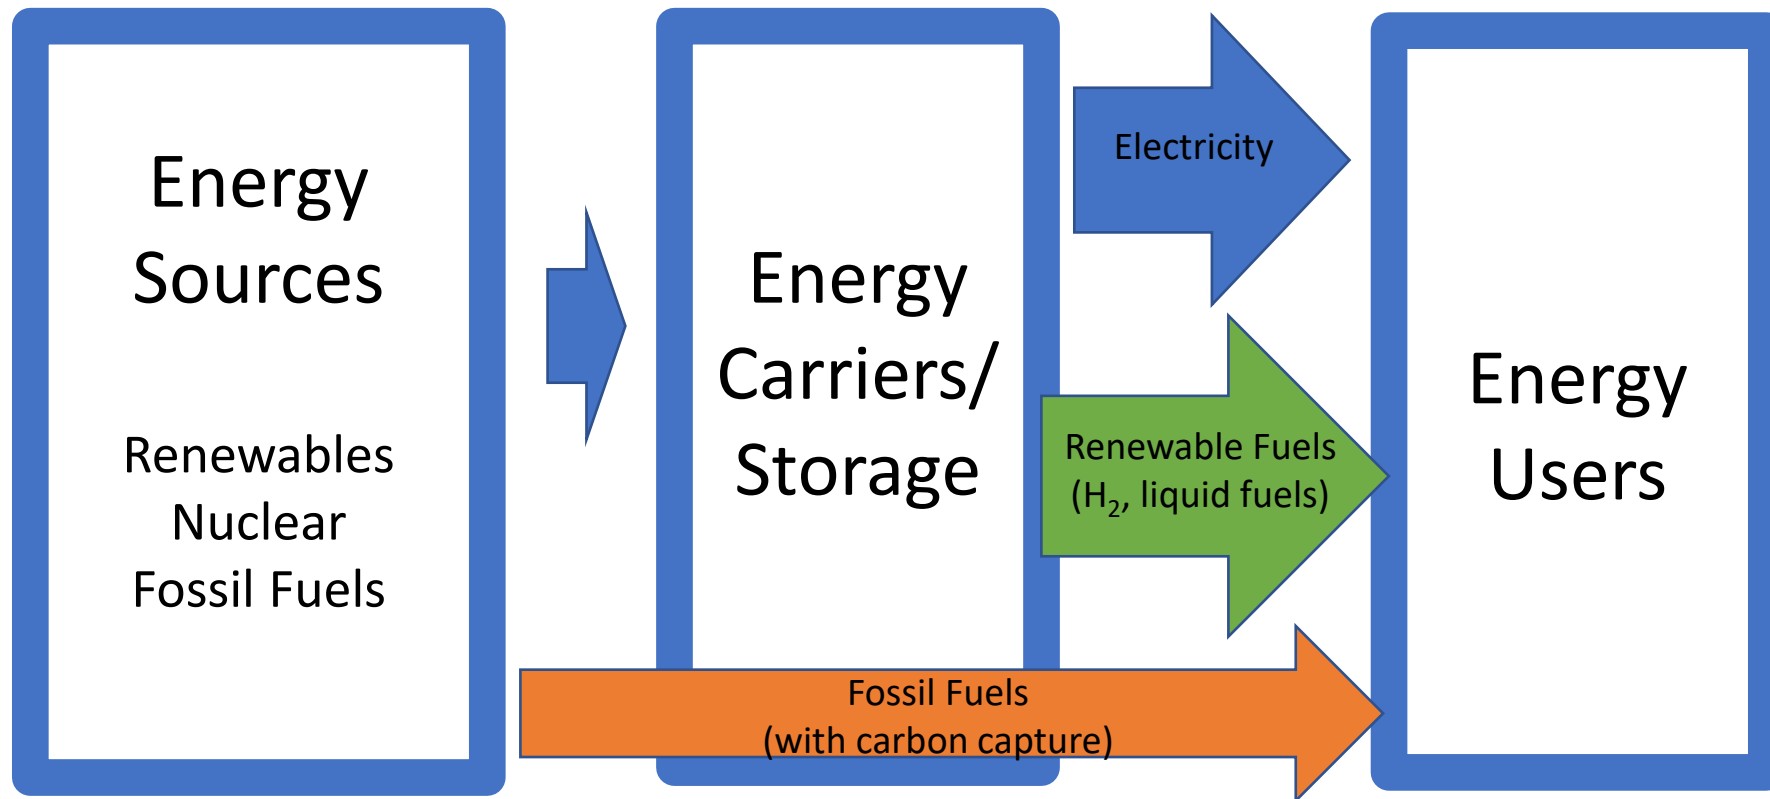 Energy
Sources
Renewables
Nuclear
Fossil Fuels
Energy
Carriers/
Storage
Electricity
Renewable Fuels
(H₂, liquid fuels)
Fossil Fuels
(with carbon capture)
Energy
Users